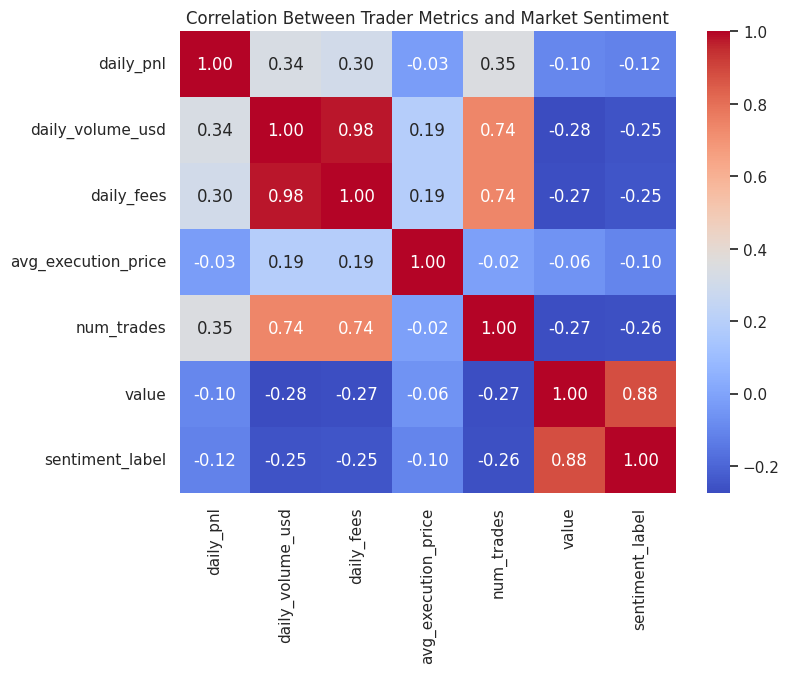 Correlation Between Trader Metrics and Market Sentiment
daily_pnl 1.00 0.34 0.30 -0.03 0.35 -0.10 -0.12
daily_volume_usd 0.34 1.00 0.98 0.19 0.74 -0.28 -0.25
daily_fees 0.30 0.98 1.00 0.19 0.74 -0.27 -0.25
avg_execution_price -0.03 0.19 0.19 1.00 -0.02 -0.06 -0.10
num_trades 0.35 0.74 0.74 -0.02 1.00 -0.27 -0.26
value -0.10 -0.28 -0.27 -0.06 -0.27 1.00 0.88
sentiment_label -0.12 -0.25 -0.25 -0.10 -0.26 0.88 1.00
daily_pnl
daily_volume_usd
daily_fees
avg_execution_price
num_trades
value
sentiment_label
1.0
0.8
0.6
0.4
0.2
0.0
−0.2